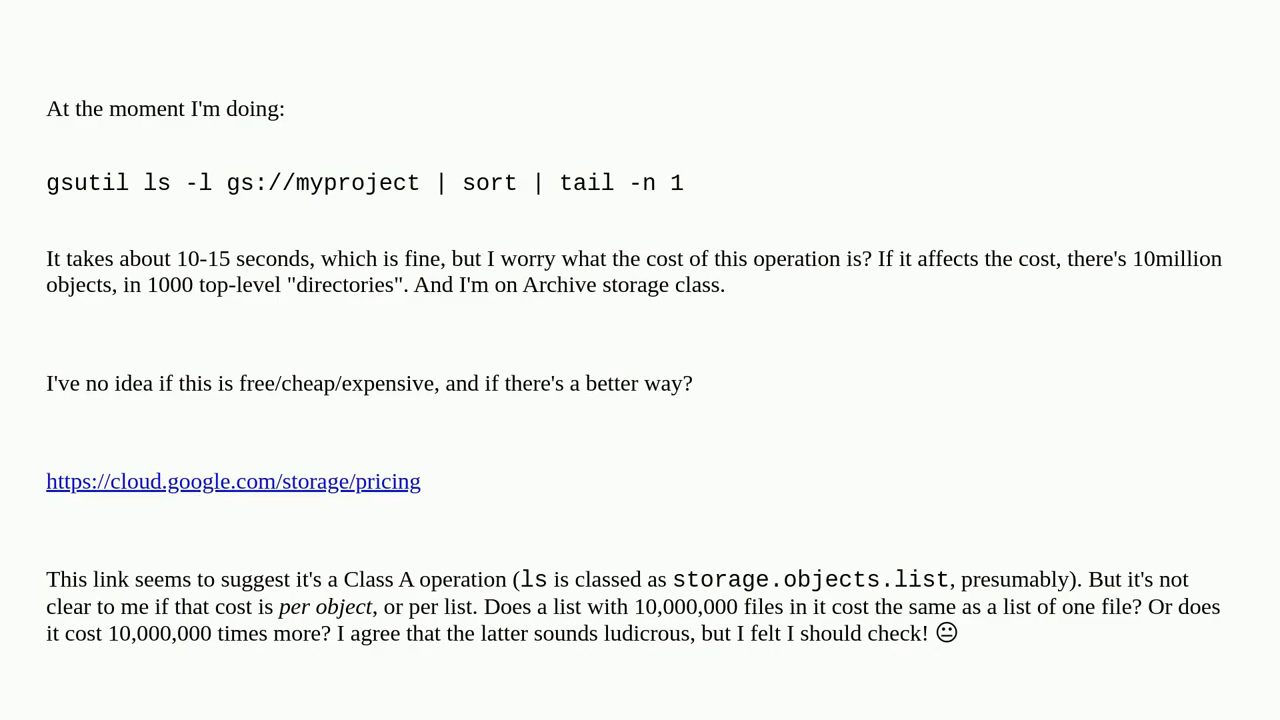 At the moment I'm doing:
gsutil ls -l gs://myproject | sort | tail -n 1
It takes about 10-15 seconds, which is fine, but I worry what the cost of this operation is? If it affects the cost, there's 10million
objects, in 1000 top-level "directories". And I'm on Archive storage class.
I've no idea if this is free/cheap/expensive, and if there's a better way?
https://cloud.google.com/storage/pricing
This link seems to suggest it's a Class A operation (ls is classed as storage.objects.list, presumably). But it's not
clear to me if that cost is per object, or per list. Does a list with 10,000,000 files in it cost the same as a list of one file? Or does
it cost 10,000,000 times more? I agree that the latter sounds ludicrous, but I felt I should check! 😐